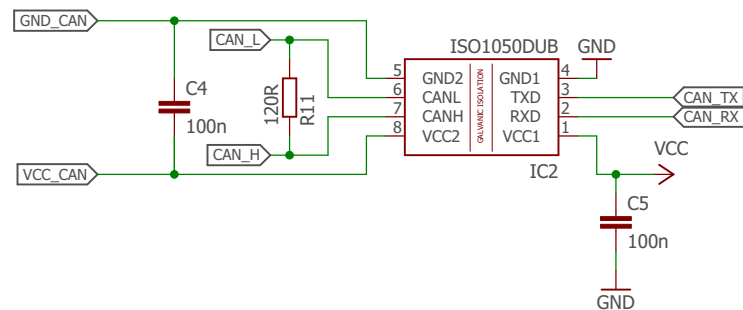 GND_CAN
CAN_L
ISO1050DUB
GND
C4
100n
120R
R11
5 GND2 GND1 4
6 CANL TXD 3
7 CANH RXD 2
8 VCC2 VCC1 1
GALVANIC ISOLATION
CAN_TX
CAN_RX
CAN_H
VCC_CAN
IC2
VCC
C5
100n
GND